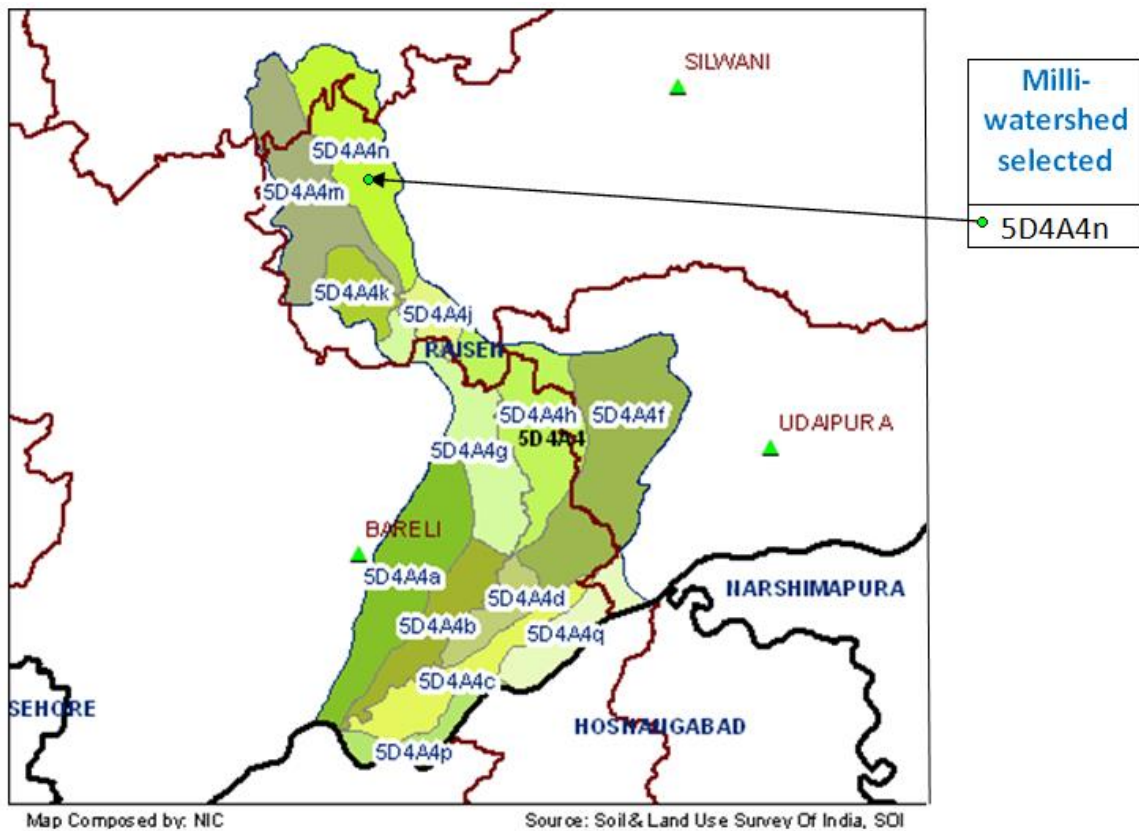 SILWANI
Milli-
watershed
selected
5D4A4n
5D4A4n
5D4A4m
5D4A4k
5D4A4j
RAISEN
5D4A4h
5D4A4f
5D4A4
5D4A4g
UDAIPURA
BARELI
5D4A4a
NARSHIMAPURA
5D4A4d
5D4A4b
5D4A4q
5D4A4c
SEHORE
HOSHAUGABAD
5D4A4p
Map Composed by: NIC
Source: Soil & Land Use Survey Of India, SOI